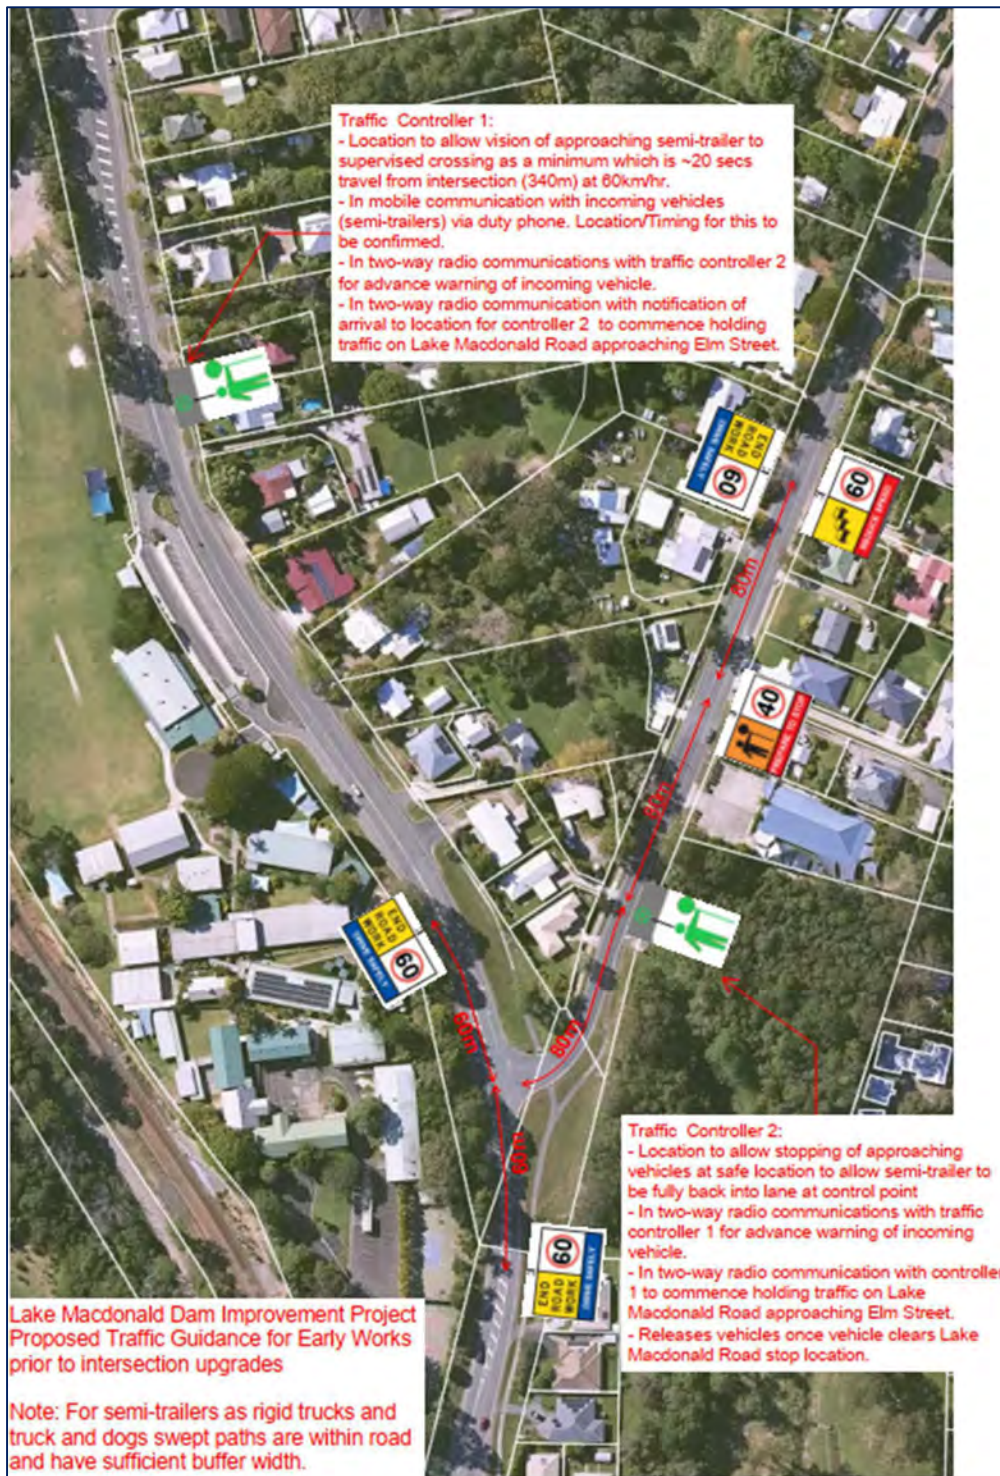 Traffic Controller 1:
- Location to allow vision of approaching semi-trailer to
supervised crossing as a minimum which is ~20 secs
travel from intersection (340m) at 60km/hr.
- In mobile communication with incoming vehicles
(semi-trailers) via duty phone. Location/Timing for this to
be confirmed.
- In two-way radio communications with traffic controller 2
for advance warning of incoming vehicle.
- In two-way radio communication with notification of
arrival to location for controller 2 to commence holding
traffic on Lake Macdonald Road approaching Elm Street.
END
ROAD
WORK
60
DRIVE SAFELY
60
REDUCE SPEED
80m
40
PREPARE TO STOP
80m
END
ROAD
WORK
60
DRIVE SAFELY
60m
80m
60m
Traffic Controller 2:
- Location to allow stopping of approaching
vehicles at safe location to allow semi-trailer to
be fully back into lane at control point
- In two-way radio communications with traffic
controller 1 for advance warning of incoming
vehicle.
- In two-way radio communication with controller
1 to commence holding traffic on Lake
Macdonald Road approaching Elm Street.
- Releases vehicles once vehicle clears Lake
Macdonald Road stop location.
END
ROAD
WORK
60
DRIVE SAFELY
Lake Macdonald Dam Improvement Project
Proposed Traffic Guidance for Early Works
prior to intersection upgrades
Note: For semi-trailers as rigid trucks and
truck and dogs swept paths are within road
and have sufficient buffer width.